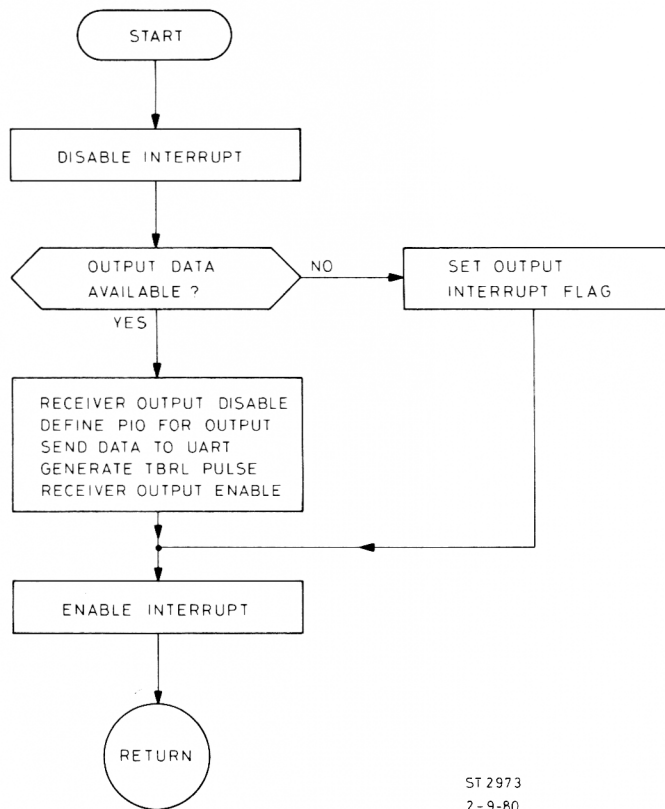 START
DISABLE INTERRUPT
OUTPUT DATA
AVAILABLE ?
NO
YES
SET OUTPUT
INTERRUPT FLAG
RECEIVER OUTPUT DISABLE
DEFINE PIO FOR OUTPUT
SEND DATA TO UART
GENERATE TBRL PULSE
RECEIVER OUTPUT ENABLE
ENABLE INTERRUPT
RETURN
ST 2973
2-9-80